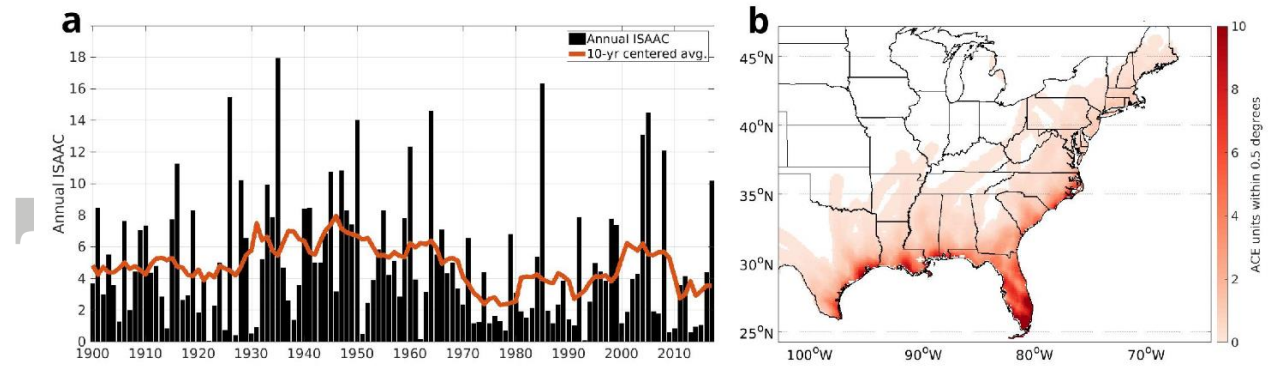 a
Annual ISAAC
18
16
14
12
10
8
6
4
2
0
1900 1910 1920 1930 1940 1950 1960 1970 1980 1990 2000 2010
Annual ISAAC
10-yr centered avg.
b
45°N
40°N
35°N
30°N
25°N
100°W 90°W 80°W 70°W
10
8
6
4
2
0
ACE units within 0.5 degrees